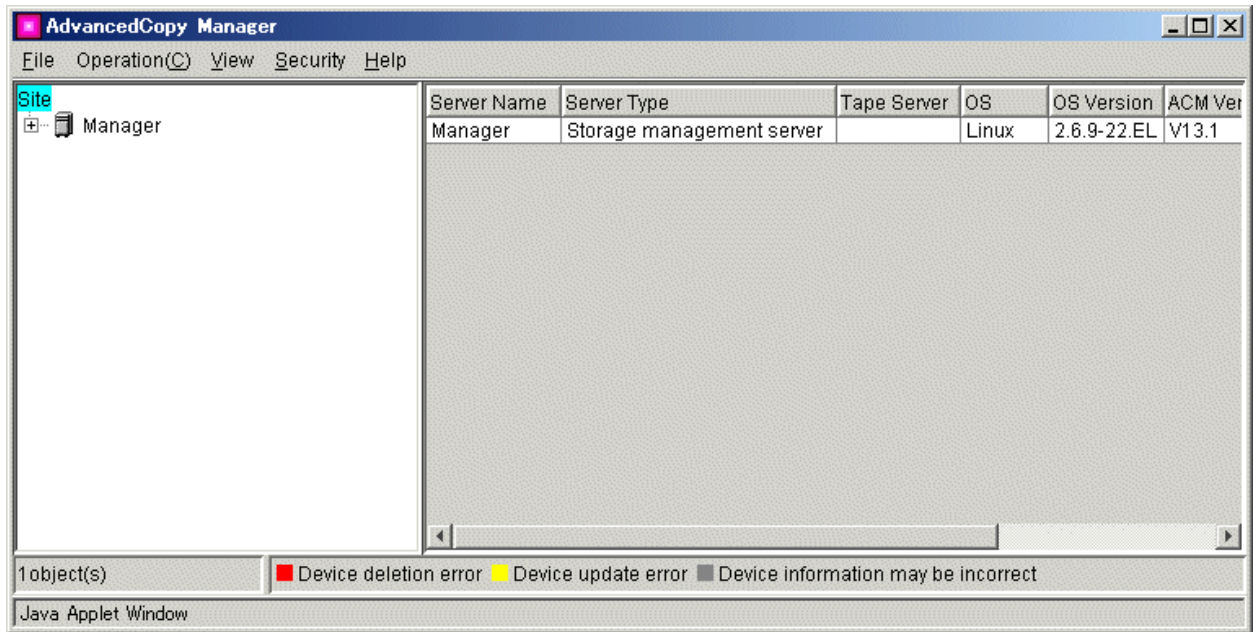 AdvancedCopy Manager
File Operation(C) View Security Help
Site
Manager
Server Name Server Type Tape Server OS OS Version ACM Ver
Manager Storage management server Linux 2.6.9-22.EL V13.1
1object(s) Device deletion error Device update error Device information may be incorrect
Java Applet Window